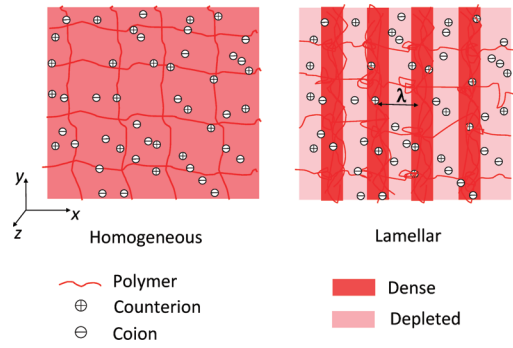 λ
y
x
z
Homogeneous
Lamellar
Polymer
Counterion
Coion
Dense
Depleted